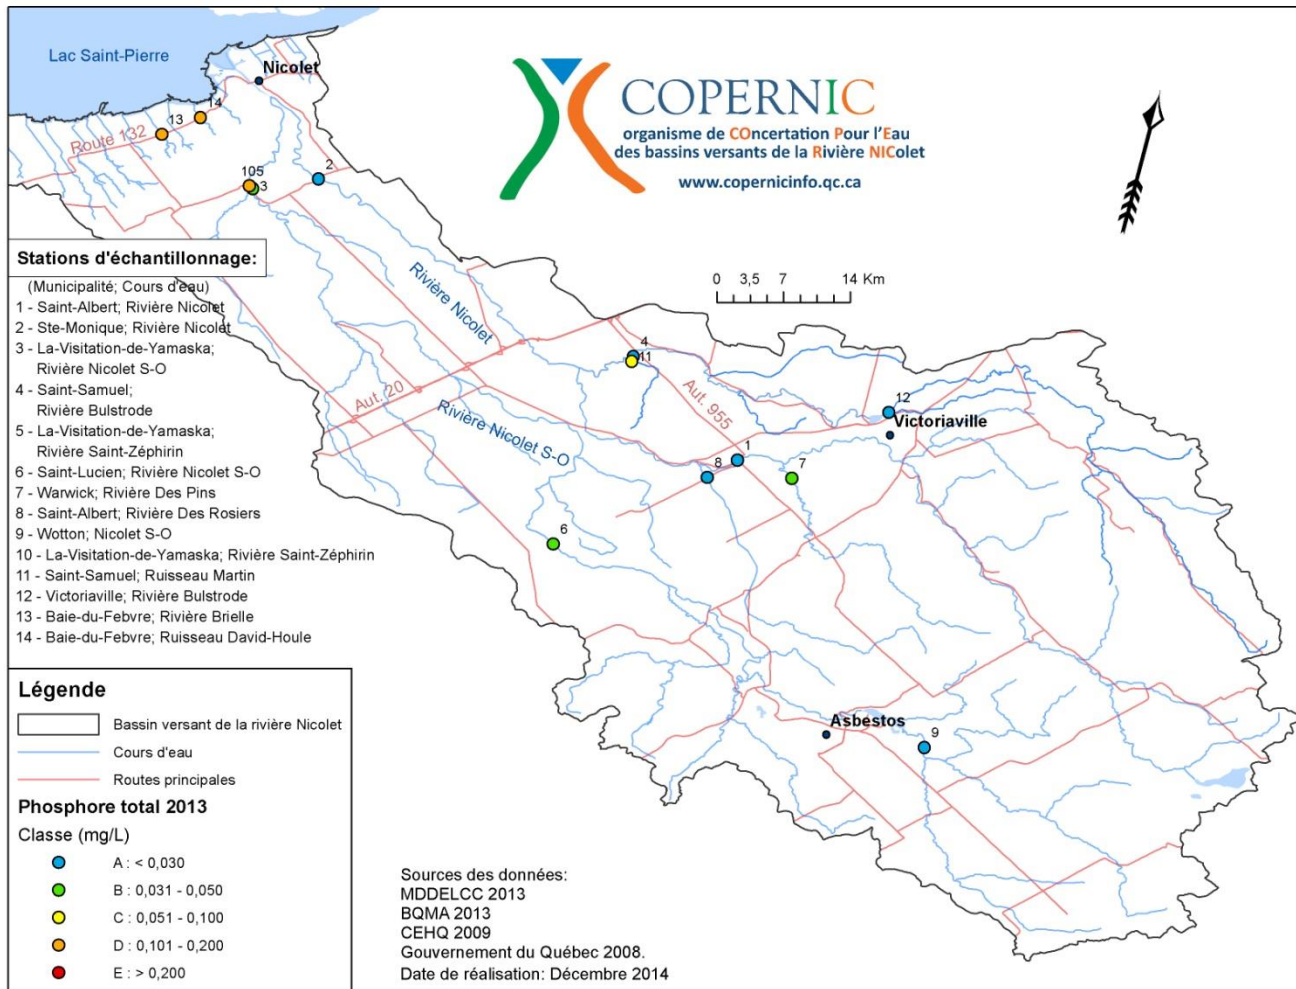 Lac Saint-Pierre
Nicolet
14
13
Route 132
105
3
2
COPERNIC
organisme de COncertation Pour l'Eau
des bassins versants de la Rivière NIColet
www.copernicinfo.qc.ca
0 3,5 7 14 Km
Rivière Nicolet
4
11
Aut. 20
Aut. 955
Rivière Nicolet S-O
12
Victoriaville
1
8
7
6
Asbestos
9
Stations d'échantillonnage:
(Municipalité; Cours d'eau)
1 - Saint-Albert; Rivière Nicolet
2 - Ste-Monique; Rivière Nicolet
3 - La-Visitation-de-Yamaska;
Rivière Nicolet S-O
4 - Saint-Samuel;
Rivière Bulstrode
5 - La-Visitation-de-Yamaska;
Rivière Saint-Zéphirin
6 - Saint-Lucien; Rivière Nicolet S-O
7 - Warwick; Rivière Des Pins
8 - Saint-Albert; Rivière Des Rosiers
9 - Wotton; Nicolet S-O
10 - La-Visitation-de-Yamaska; Rivière Saint-Zéphirin
11 - Saint-Samuel; Ruisseau Martin
12 - Victoriaville; Rivière Bulstrode
13 - Baie-du-Febvre; Rivière Brielle
14 - Baie-du-Febvre; Ruisseau David-Houle
Légende
Bassin versant de la rivière Nicolet
Cours d'eau
Routes principales
Phosphore total 2013
Classe (mg/L)
A : < 0,030
B : 0,031 - 0,050
C : 0,051 - 0,100
D : 0,101 - 0,200
E : > 0,200
Sources des données:
MDDELCC 2013
BQMA 2013
CEHQ 2009
Gouvernement du Québec 2008.
Date de réalisation: Décembre 2014